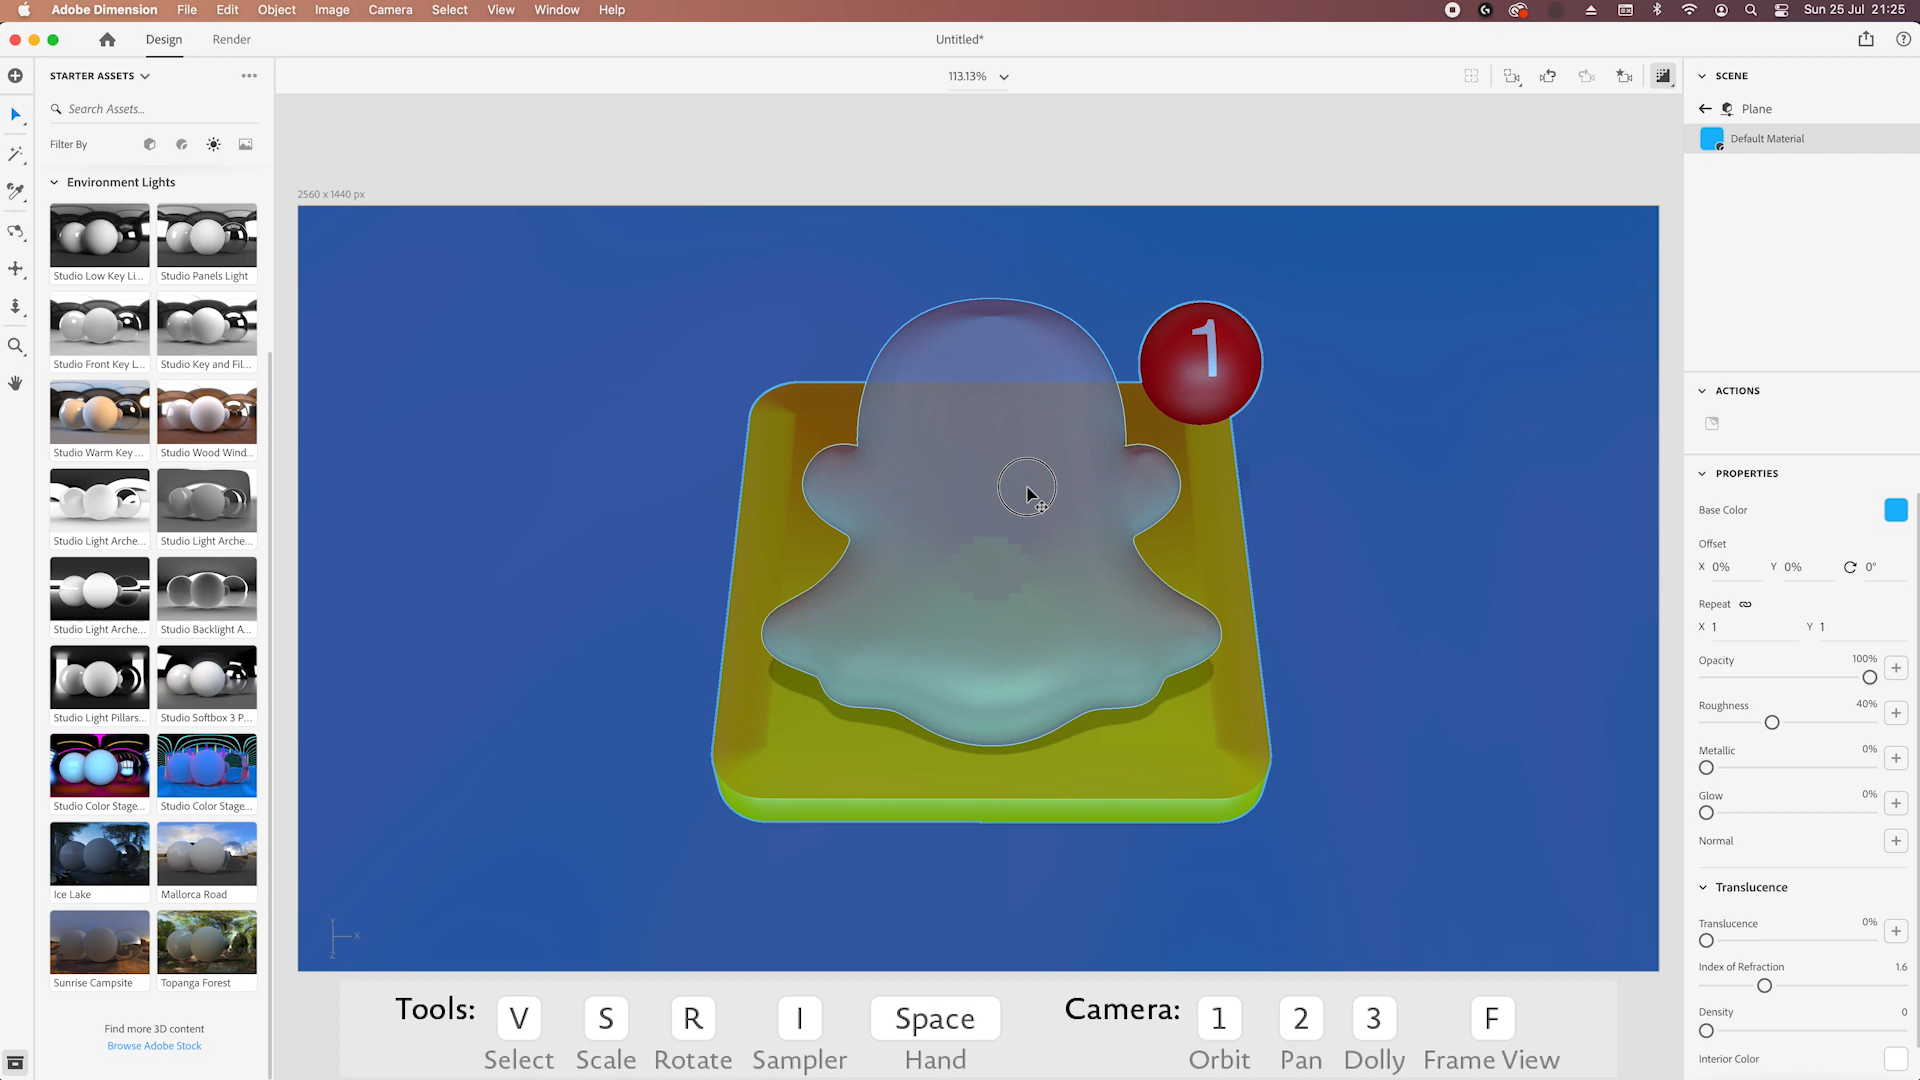 Adobe Dimension File Edit Object Image Camera Select View Window Help
Sun 25 Jul 21:25
Design Render
Untitled*
STARTER ASSETS
Search Assets...
Filter By
Environment Lights
Studio Low Key Li... Studio Panels Light
Studio Front Key L... Studio Key and Fil...
Studio Warm Key ... Studio Wood Wind...
Studio Light Arche... Studio Light Arche...
Studio Light Arche... Studio Backlight A...
Studio Light Pillars... Studio Softbox 3 P...
Studio Color Stage... Studio Color Stage...
Ice Lake Mallorca Road
Sunrise Campsite Topanga Forest
Find more 3D content
Browse Adobe Stock
113.13%
2560 x 1440 px
1
Y
X
Z
Tools: V S R I Space
Select Scale Rotate Sampler Hand
Camera: 1 2 3 F
Orbit Pan Dolly Frame View
SCENE
Plane
Default Material
ACTIONS
PROPERTIES
Base Color
Offset
X 0% Y 0% 0°
Repeat
X 1 Y 1
Opacity 100%
Roughness 40%
Metallic 0%
Glow 0%
Normal
Translucence
Translucence 0%
Index of Refraction 1.6
Density 0
Interior Color